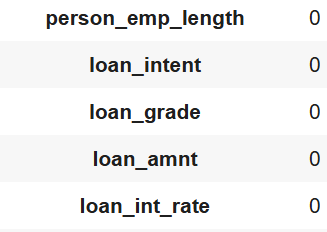 person_emp_length 0
loan_intent 0
loan_grade 0
loan_amnt 0
loan_int_rate 0